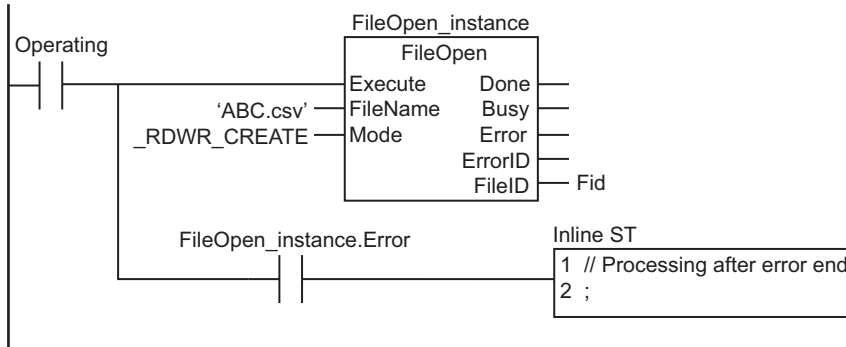 FileOpen_instance
Operating
FileOpen
Execute Done
‘ABC.csv’ FileName Busy
_RDWR_CREATE Mode Error
ErrorID
FileID Fid
FileOpen_instance.Error
Inline ST
1 // Processing after error end
2 ;